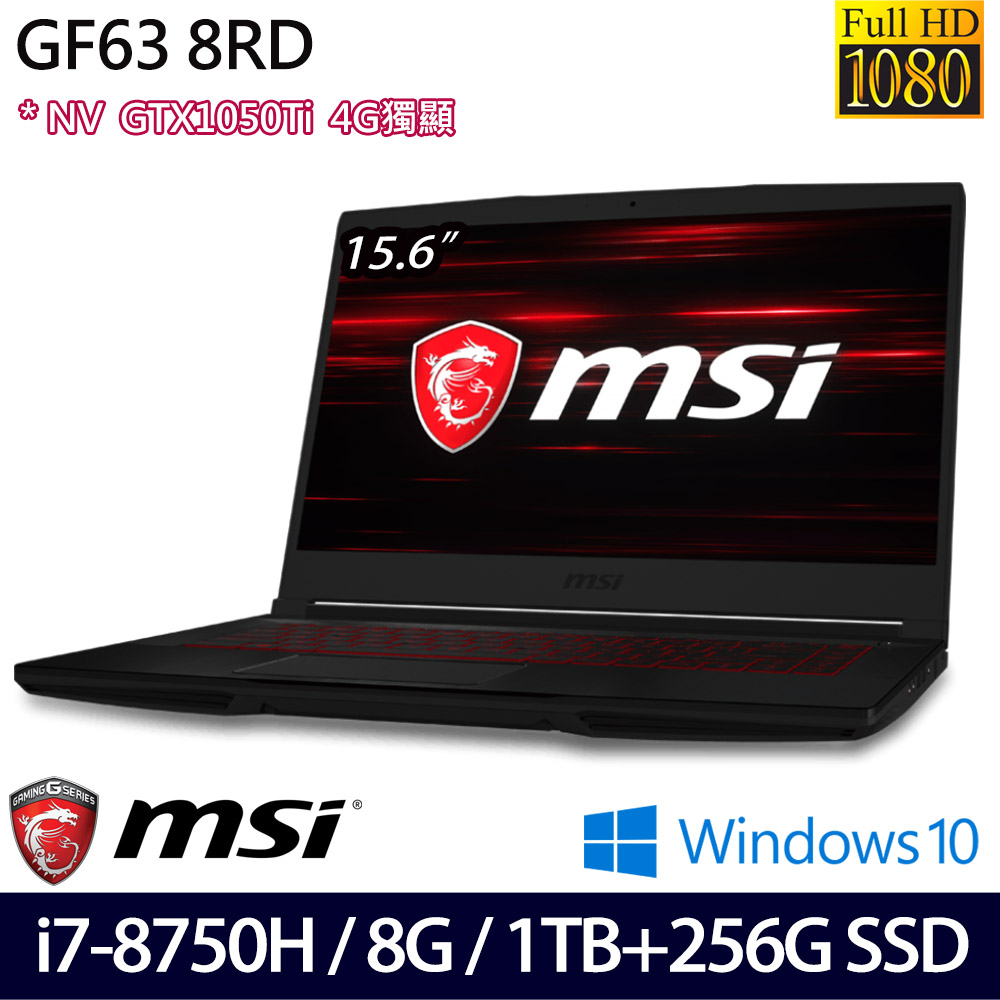 GF63 8RD
Full HD
1080
* NV GTX1050Ti 4G獨顯
15.6”
msi
msi
GAMING G SERIES
msi®
Windows 10
i7-8750H / 8G / 1TB+256G SSD